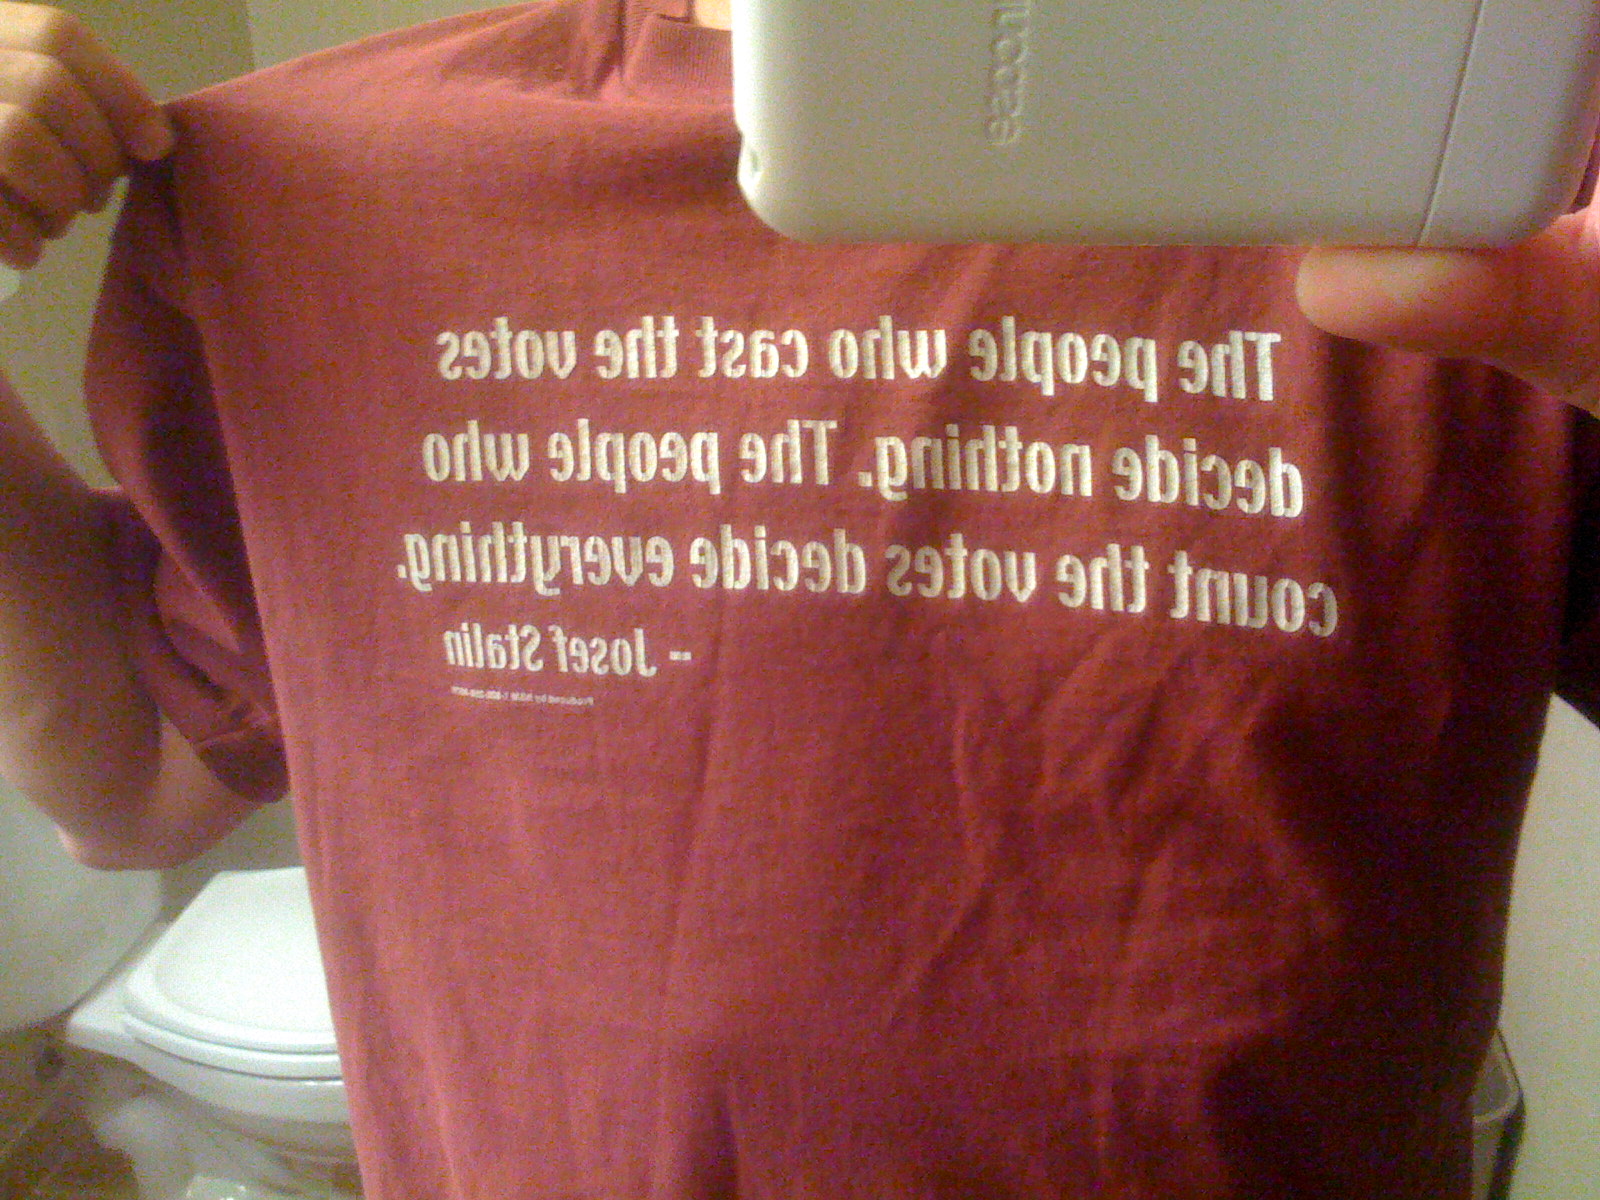 The people who cast the votes
decide nothing. The people who
count the votes decide everything.
-- Josef Stalin